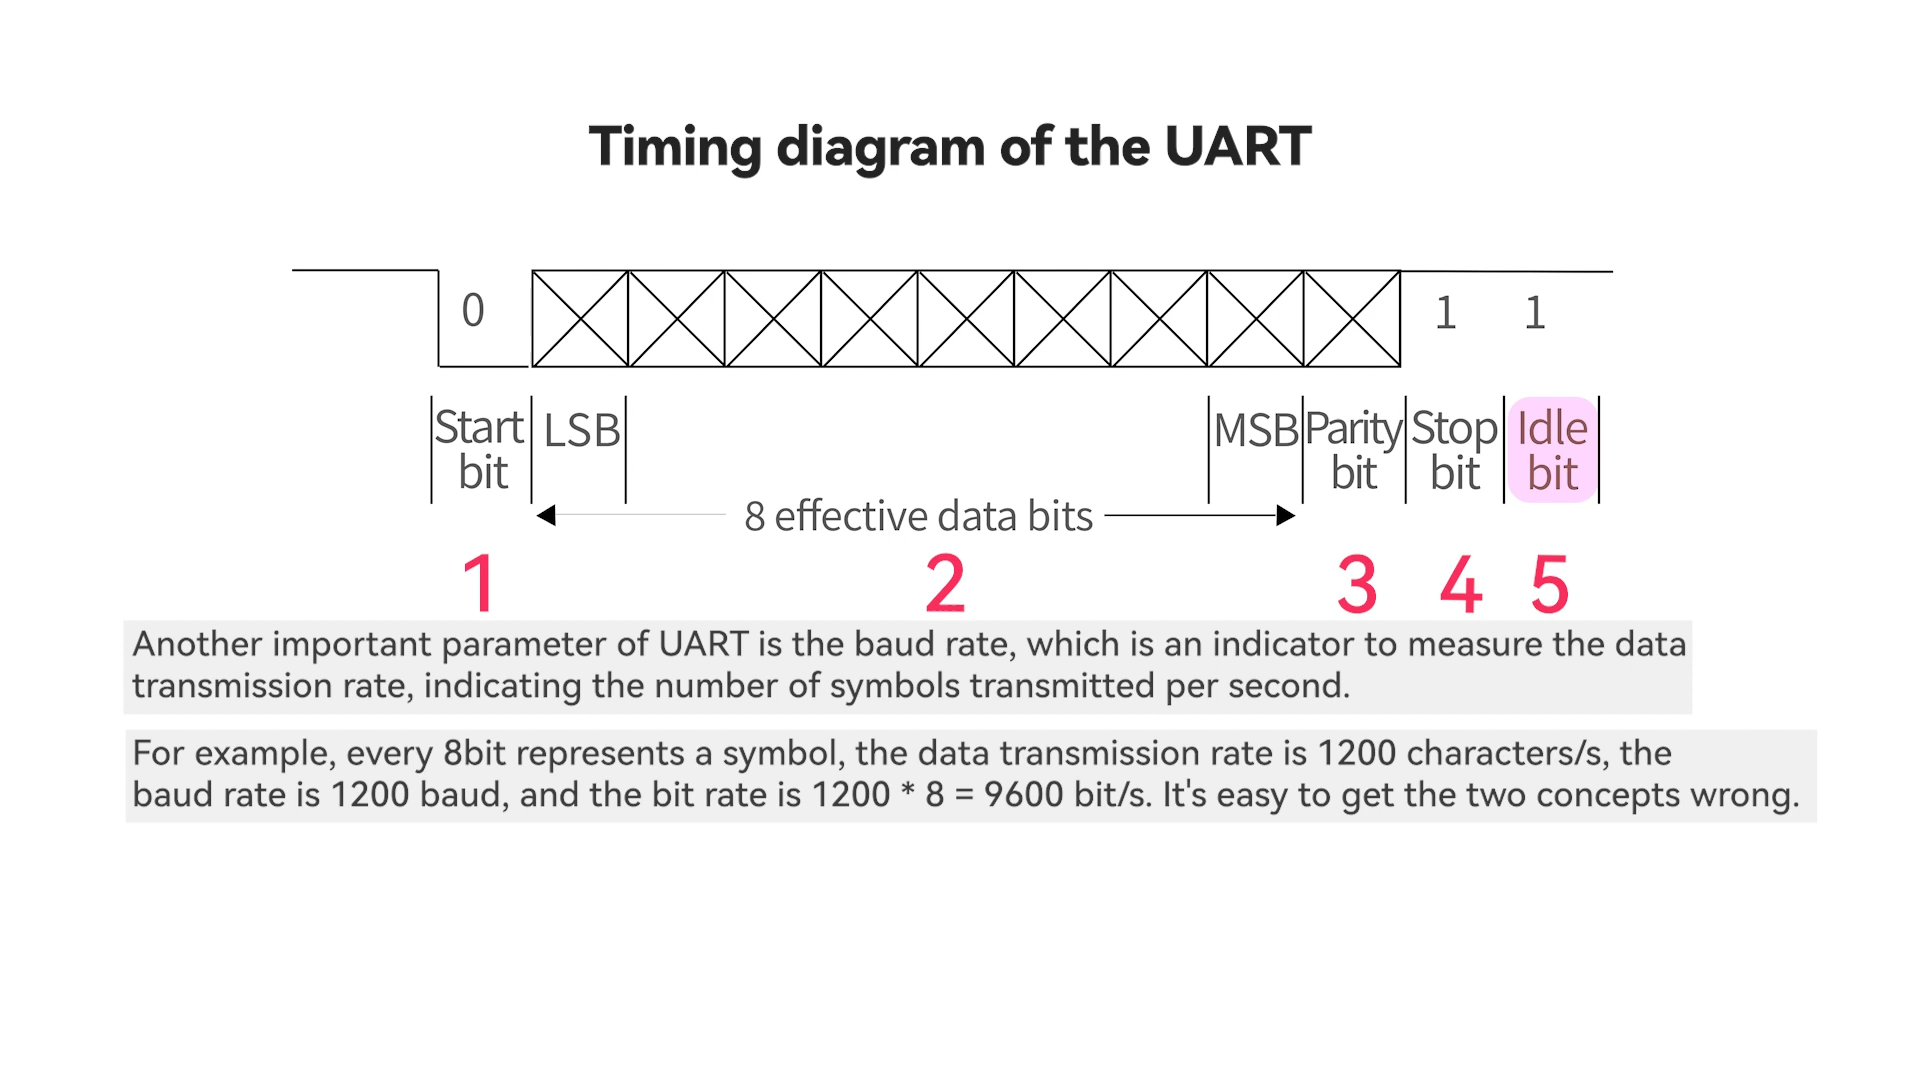 Timing diagram of the UART
0
1
1
Start
bit
LSB
MSB
Parity
bit
Stop
bit
Idle
bit
8 effective data bits
1
2
3
4
5
Another important parameter of UART is the baud rate, which is an indicator to measure the data
transmission rate, indicating the number of symbols transmitted per second.
For example, every 8bit represents a symbol, the data transmission rate is 1200 characters/s, the
baud rate is 1200 baud, and the bit rate is 1200 * 8 = 9600 bit/s. It's easy to get the two concepts wrong.